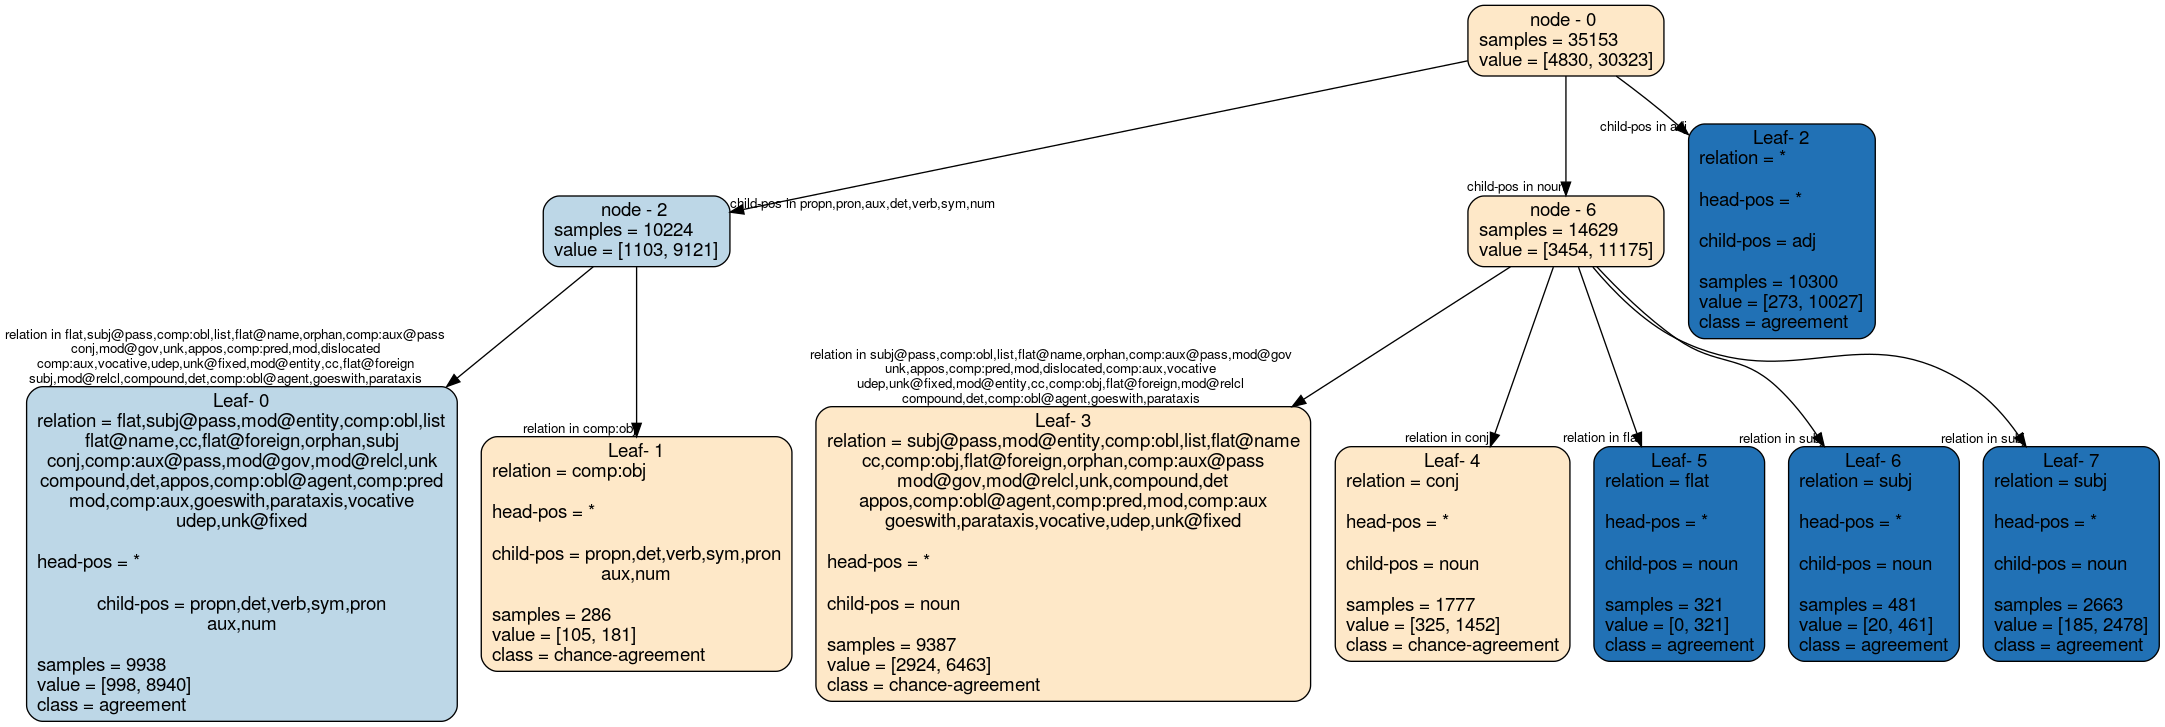 node - 0
samples = 35153
value = [4830, 30323]
child-pos in adj
Leaf- 2
relation = *
head-pos = *
child-pos = adj
samples = 10300
value = [273, 10027]
class = agreement
child-pos in propn,pron,aux,det,verb,sym,num
node - 2
samples = 10224
value = [1103, 9121]
child-pos in noun
node - 6
samples = 14629
value = [3454, 11175]
relation in flat,subj@pass,comp:obl,list,flat@name,orphan,comp:aux@pass
conj,mod@gov,unk,appos,comp:pred,mod,dislocated
comp:aux,vocative,udep,unk@fixed,mod@entity,cc,flat@foreign
subj,mod@relcl,compound,det,comp:obl@agent,goeswith,parataxis
Leaf- 0
relation = flat,subj@pass,mod@entity,comp:obl,list
flat@name,cc,flat@foreign,orphan,subj
conj,comp:aux@pass,mod@gov,mod@relcl,unk
compound,det,appos,comp:obl@agent,comp:pred
mod,comp:aux,goeswith,parataxis,vocative
udep,unk@fixed
head-pos = *
child-pos = propn,det,verb,sym,pron
aux,num
samples = 9938
value = [998, 8940]
class = agreement
relation in comp:obj
Leaf- 1
relation = comp:obj
head-pos = *
child-pos = propn,det,verb,sym,pron
aux,num
samples = 286
value = [105, 181]
class = chance-agreement
relation in subj@pass,comp:obl,list,flat@name,orphan,comp:aux@pass,mod@gov
unk,appos,comp:pred,mod,dislocated,comp:aux,vocative
udep,unk@fixed,mod@entity,cc,comp:obj,flat@foreign,mod@relcl
compound,det,comp:obl@agent,goeswith,parataxis
Leaf- 3
relation = subj@pass,mod@entity,comp:obl,list,flat@name
cc,comp:obj,flat@foreign,orphan,comp:aux@pass
mod@gov,mod@relcl,unk,compound,det
appos,comp:obl@agent,comp:pred,mod,comp:aux
goeswith,parataxis,vocative,udep,unk@fixed
head-pos = *
child-pos = noun
samples = 9387
value = [2924, 6463]
class = chance-agreement
relation in conj
Leaf- 4
relation = conj
head-pos = *
child-pos = noun
samples = 1777
value = [325, 1452]
class = chance-agreement
relation in flat
Leaf- 5
relation = flat
head-pos = *
child-pos = noun
samples = 321
value = [0, 321]
class = agreement
relation in subj
Leaf- 6
relation = subj
head-pos = *
child-pos = noun
samples = 481
value = [20, 461]
class = agreement
relation in subj
Leaf- 7
relation = subj
head-pos = *
child-pos = noun
samples = 2663
value = [185, 2478]
class = agreement